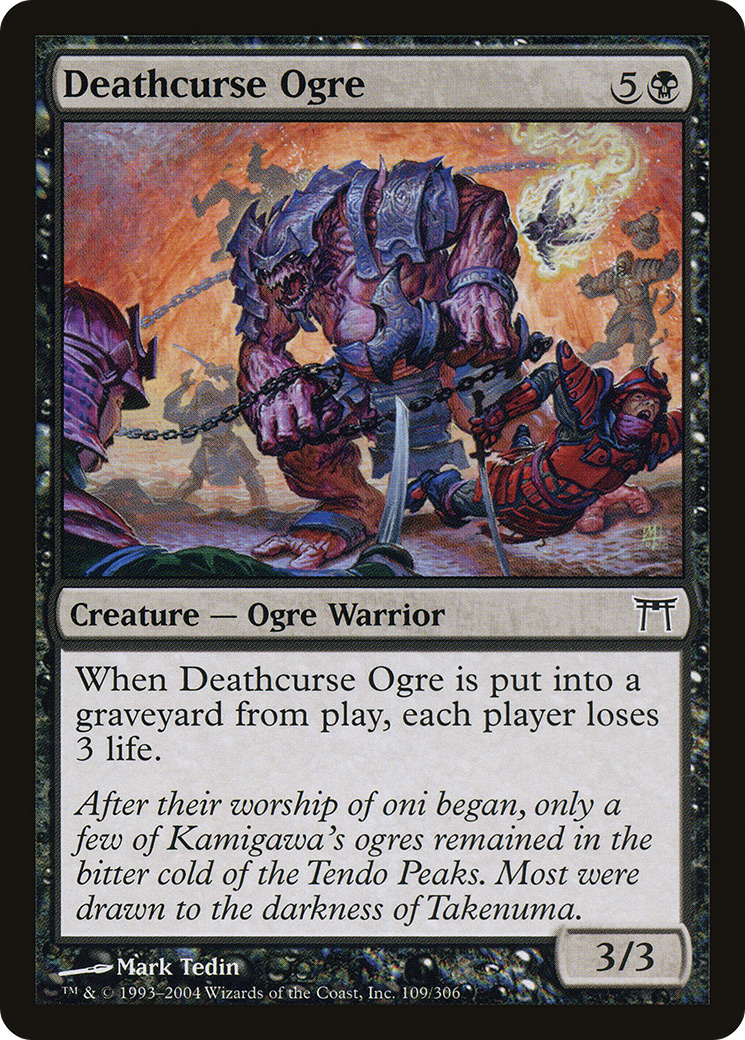 Deathcurse Ogre 5
Creature — Ogre Warrior
When Deathcurse Ogre is put into a
graveyard from play, each player loses
3 life.
After their worship of oni began, only a
few of Kamigawa's ogres remained in the
bitter cold of the Tendo Peaks. Most were
drawn to the darkness of Takenuma.
3/3
Mark Tedin
™ & © 1993–2004 Wizards of the Coast, Inc. 109/306